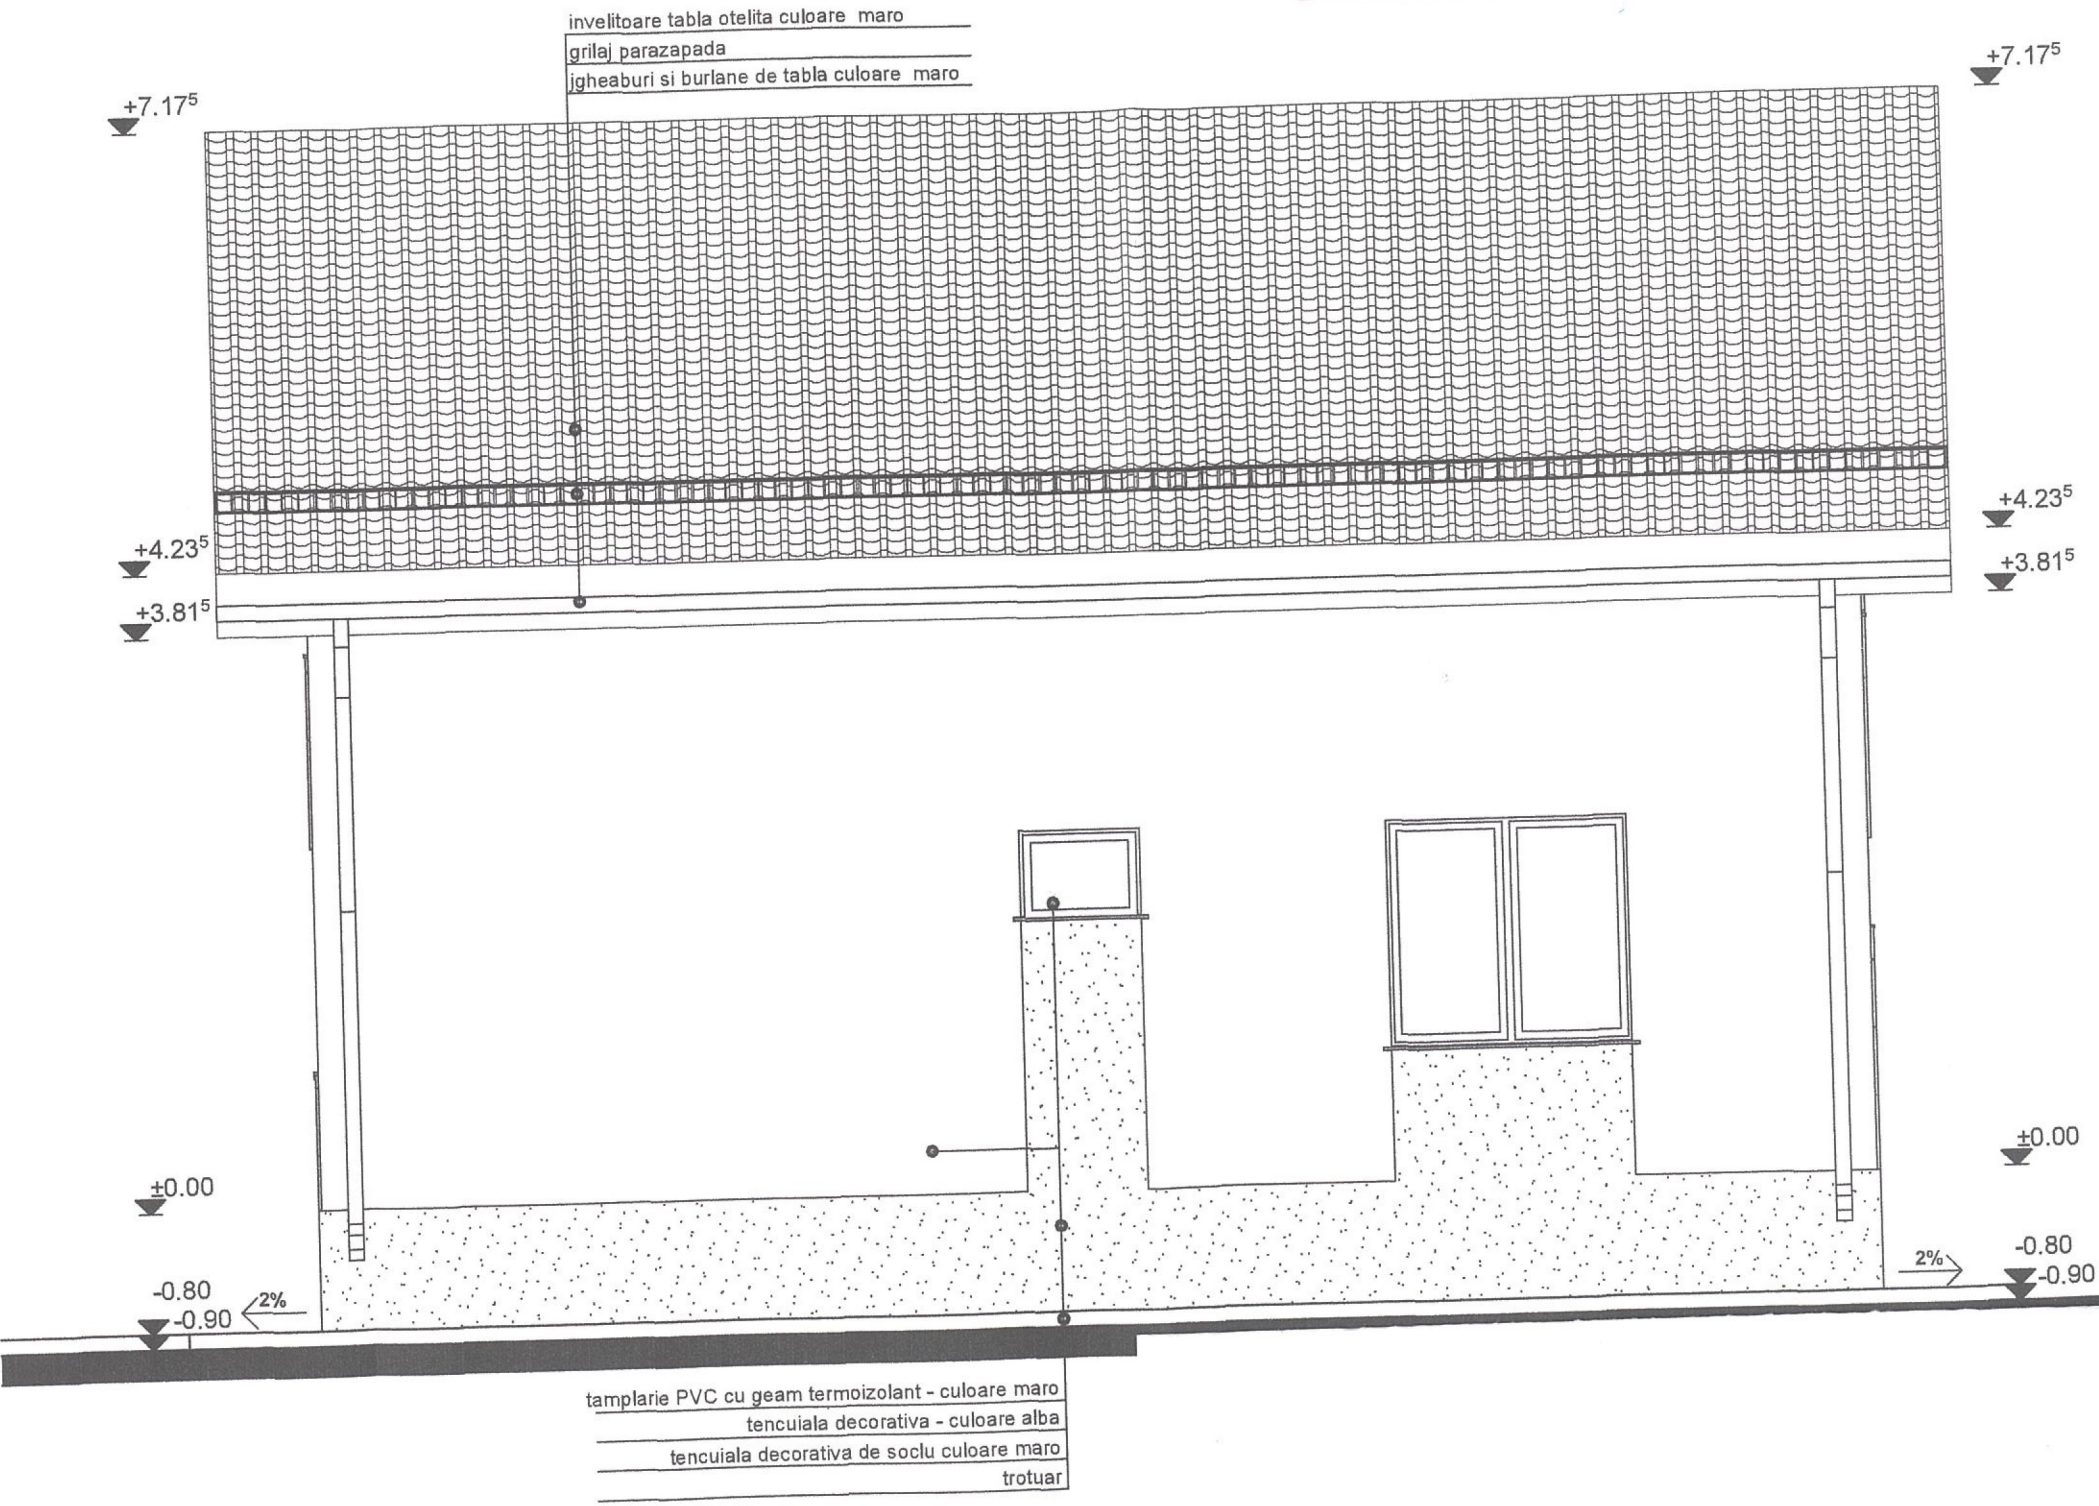 invelitoare tabla otelita culoare maro
grilaj parazapada
jgheaburi si burlane de tabla culoare maro
+7.17⁵
+7.17⁵
+4.23⁵
+4.23⁵
+3.81⁵
+3.81⁵
±0.00
±0.00
-0.80
-0.90
2%
2%
-0.80
-0.90
tamplarie PVC cu geam termoizolant - culoare maro
tencuiala decorativa - culoare alba
tencuiala decorativa de soclu culoare maro
trotuar